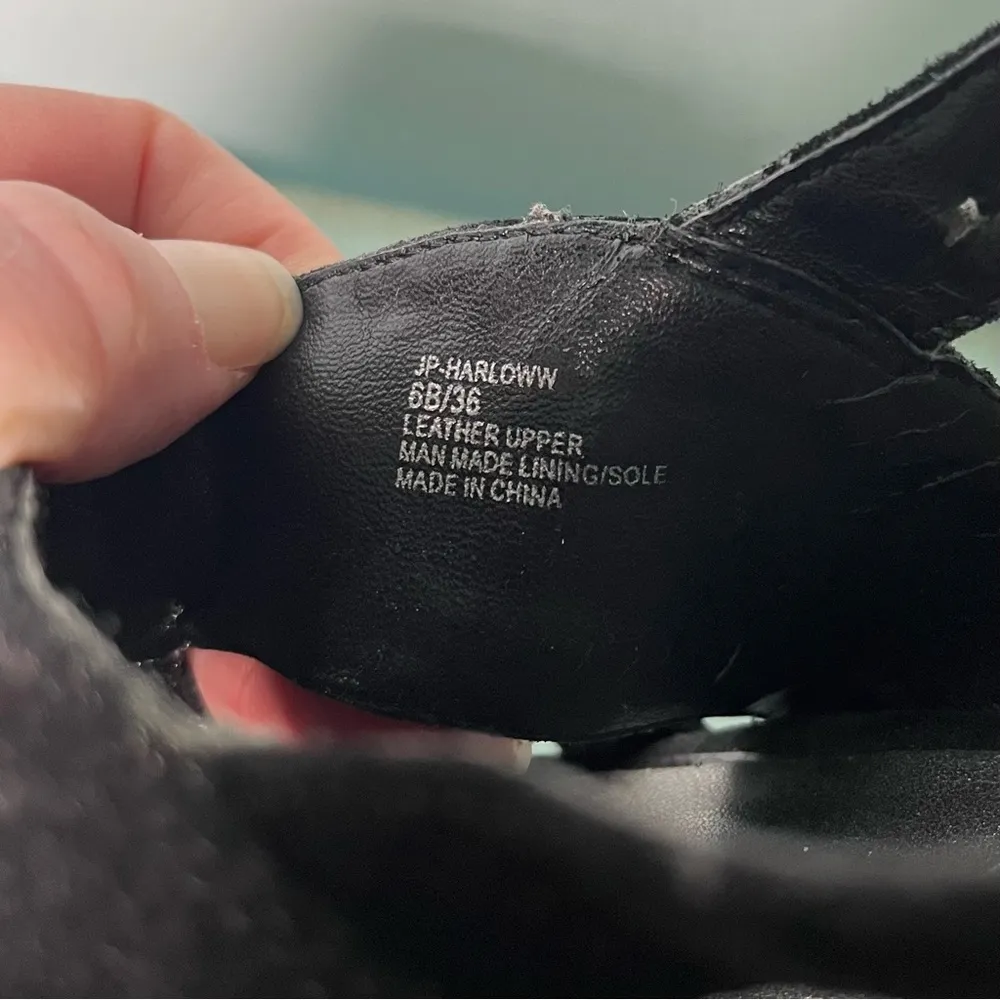 JP-HARLOWW
6B/36
LEATHER UPPER
MAN MADE LINING/SOLE
MADE IN CHINA